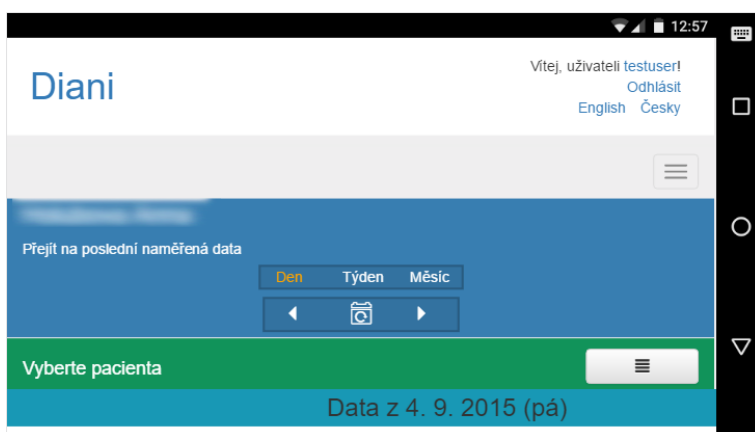 12:57
Diani
Vítej, uživateli testuser!
Odhlásit
English Česky
Přejít na poslední naměřená data
Den Týden Měsíc
Vyberte pacienta
Data z 4. 9. 2015 (pá)